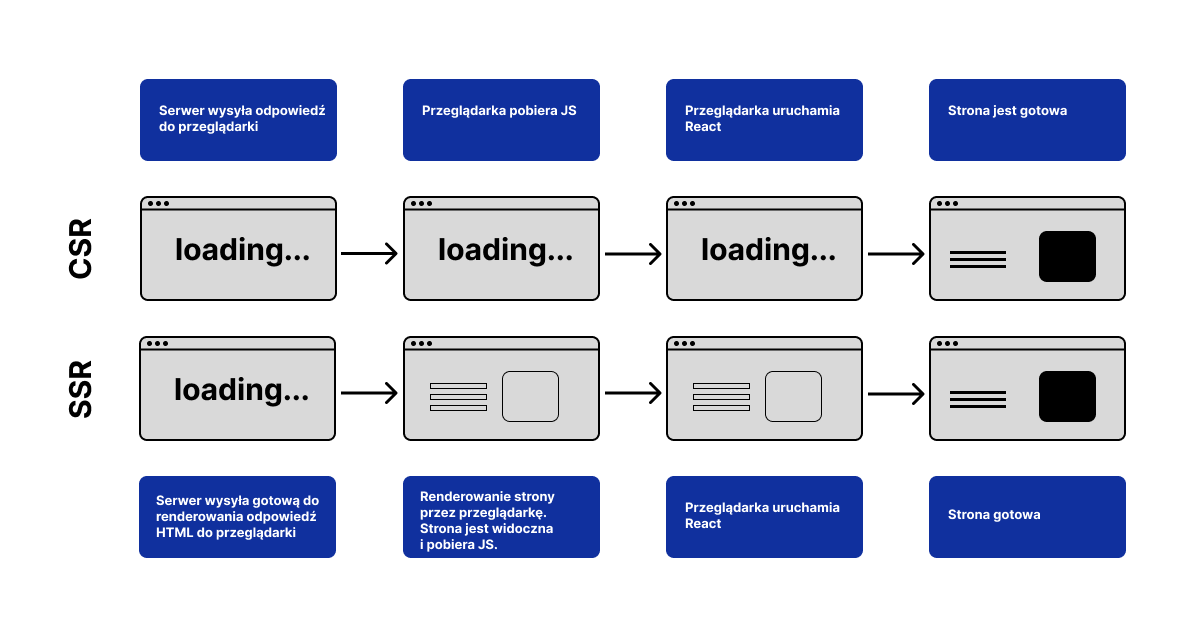 Serwer wysyła odpowiedź
do przeglądarki
Przeglądarka pobiera JS
Przeglądarka uruchamia
React
Strona jest gotowa
CSR
loading...
loading...
loading...
SSR
loading...
Serwer wysyła gotową do
renderowania odpowiedź
HTML do przeglądarki
Renderowanie strony
przez przeglądarkę.
Strona jest widoczna
i pobiera JS.
Przeglądarka uruchamia
React
Strona gotowa